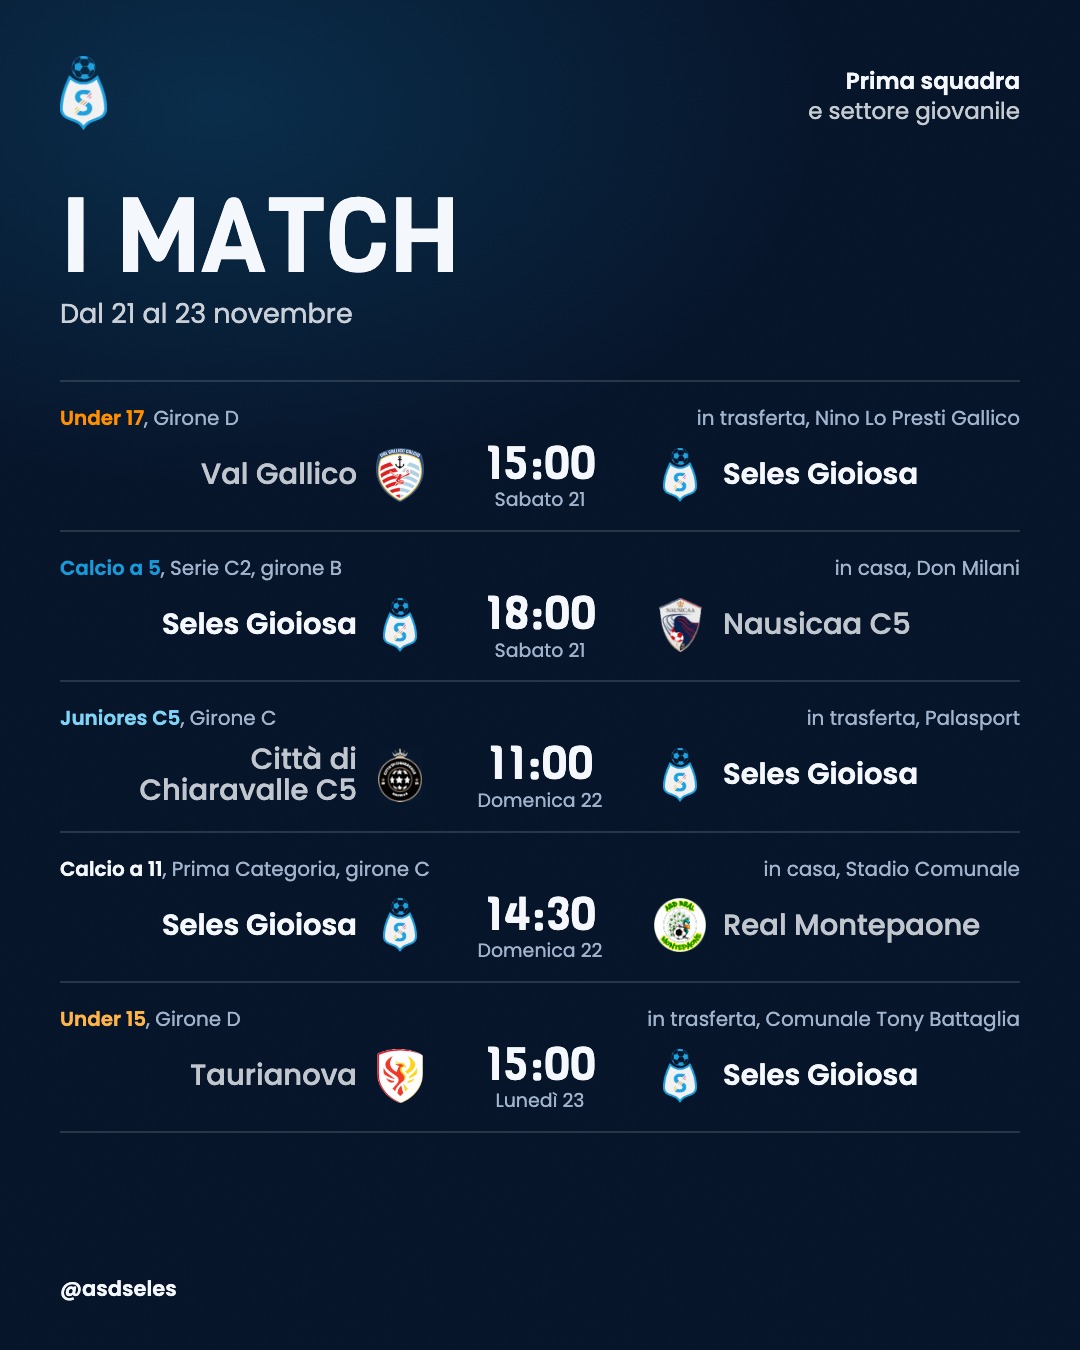 Prima squadra
e settore giovanile
I MATCH
Dal 21 al 23 novembre
Under 17, Girone D
in trasferta, Nino Lo Presti Gallico
Val Gallico
15:00
Sabato 21
Seles Gioiosa
Calcio a 5, Serie C2, girone B
in casa, Don Milani
Seles Gioiosa
18:00
Sabato 21
NAUSICAA
Nausicaa C5
Juniores C5, Girone C
in trasferta, Palasport
Città di
Chiaravalle C5
11:00
Domenica 22
Seles Gioiosa
Calcio a 11, Prima Categoria, girone C
in casa, Stadio Comunale
Seles Gioiosa
14:30
Domenica 22
ASD REAL
MONTEPAONE
Real Montepaone
Under 15, Girone D
in trasferta, Comunale Tony Battaglia
Taurianova
15:00
Lunedì 23
Seles Gioiosa
@asdseles